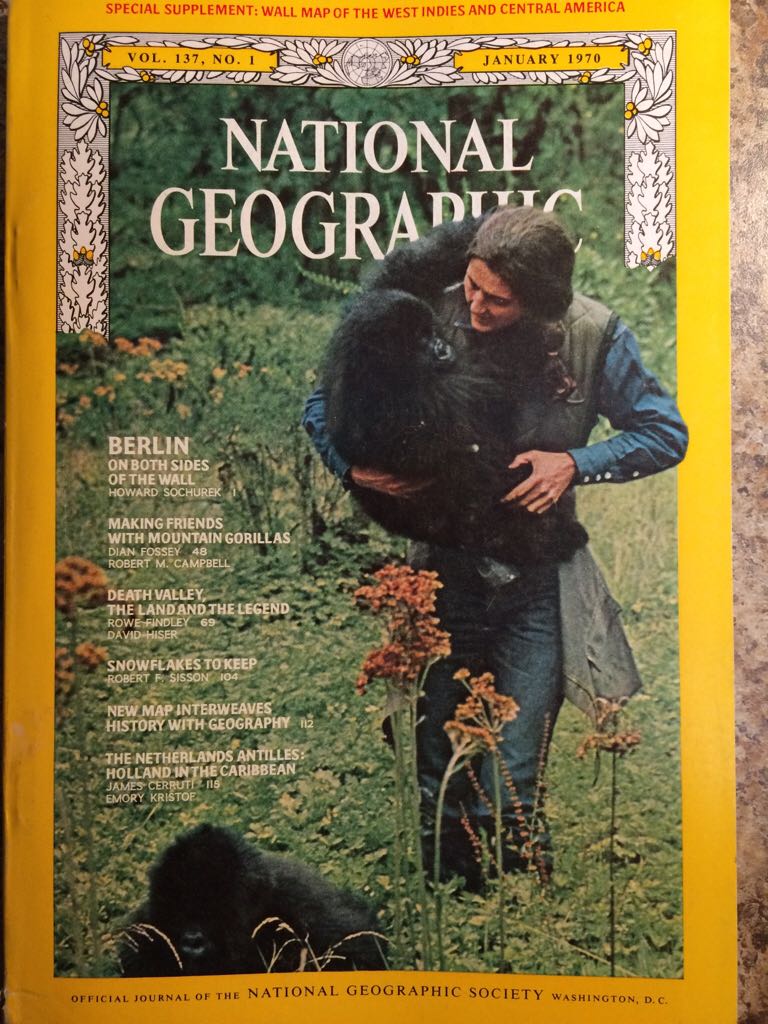 SPECIAL SUPPLEMENT: WALL MAP OF THE WEST INDIES AND CENTRAL AMERICA
VOL. 137, NO. 1
JANUARY 1970
NATIONAL
GEOGRAPHIC
BERLIN
ON BOTH SIDES
OF THE WALL
HOWARD SOCHUREK 1
MAKING FRIENDS
WITH MOUNTAIN GORILLAS
DIAN FOSSEY 48
ROBERT M. CAMPBELL
DEATH VALLEY,
THE LAND AND THE LEGEND
ROWE FINDLEY 69
DAVID HISER
SNOWFLAKES TO KEEP
ROBERT F. SISSON 104
NEW MAP INTERWEAVES
HISTORY WITH GEOGRAPHY 112
THE NETHERLANDS ANTILLES:
HOLLAND IN THE CARIBBEAN
JAMES CERRUTI 115
EMORY KRISTOF
OFFICIAL JOURNAL OF THE NATIONAL GEOGRAPHIC SOCIETY WASHINGTON, D.C.